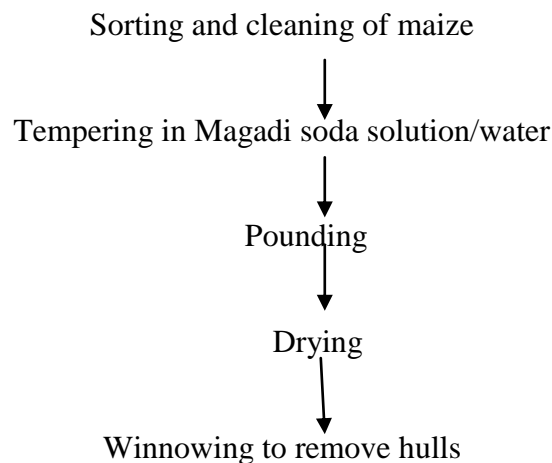 Sorting and cleaning of maize
Tempering in Magadi soda solution/water
Pounding
Drying
Winnowing to remove hulls